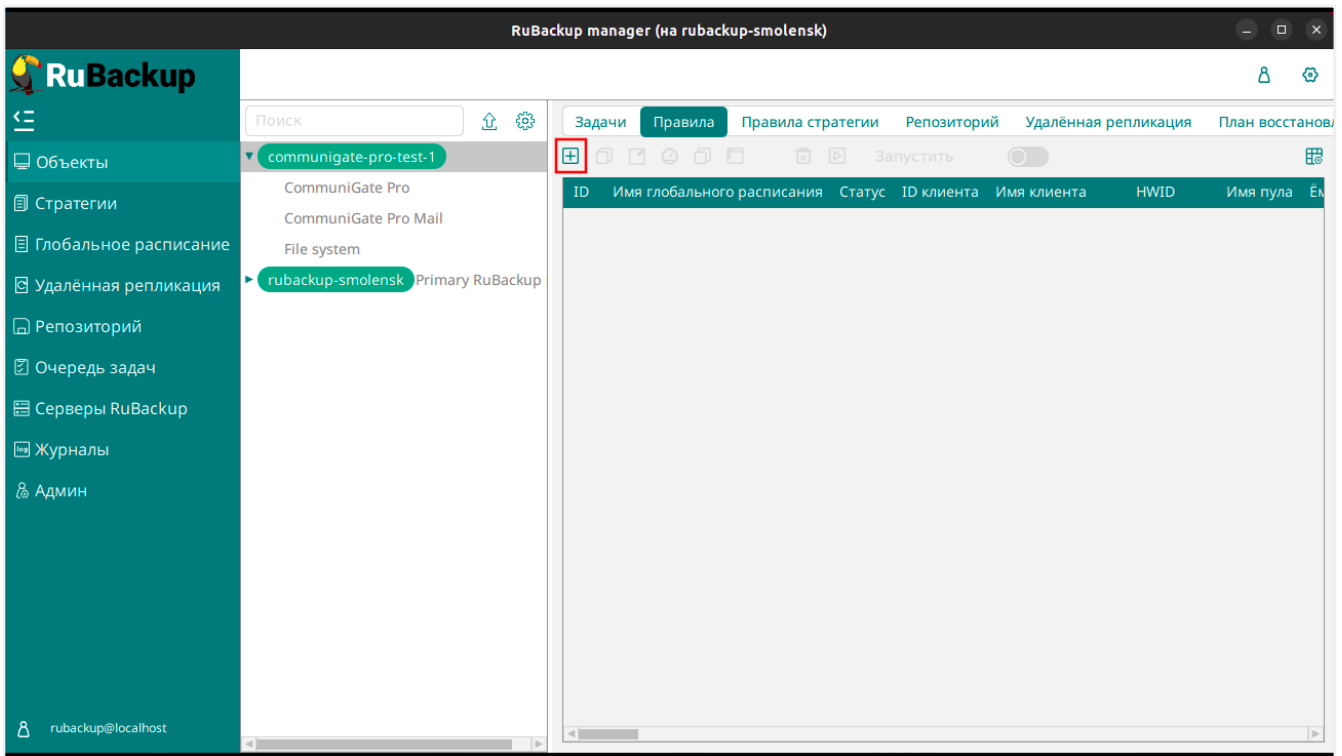 RuBackup manager (на rubackup-smolensk)
RuBackup
Поиск
Задачи Правила Правила стратегии Репозиторий Удалённая репликация План восстановл
Объекты
Стратегии
Глобальное расписание
Удалённая репликация
Репозиторий
Очередь задач
Серверы RuBackup
log Журналы
Админ
communigate-pro-test-1
CommuniGate Pro
CommuniGate Pro Mail
File system
rubackup-smolensk Primary RuBackup
Запустить
ID Имя глобального расписания Статус ID клиента Имя клиента HWID Имя пула
rubackup@localhost